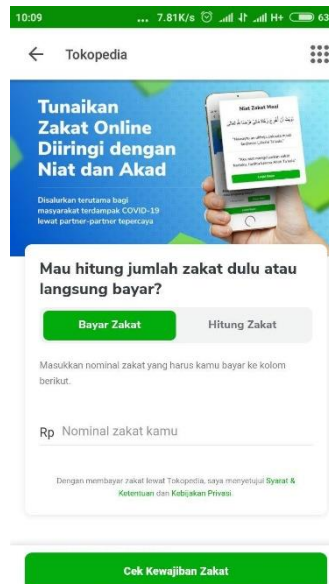 10:09 ... 7.81K/s H+ 63
Tokopedia
Tunaikan
Zakat Online
Diiringi dengan
Niat dan Akad
Disalurkan terutama bagi
masyarakat terdampak COVID-19
lewat partner-partner tepercaya
Niat Zakat Maal
Mau hitung jumlah zakat dulu atau
langsung bayar?
Bayar Zakat Hitung Zakat
Masukkan nominal zakat yang harus kamu bayar ke kolom
berikut.
Rp Nominal zakat kamu
Dengan membayar zakat lewat Tokopedia, saya menyetujui Syarat &
Ketentuan dan Kebijakan Privasi.
Cek Kewajiban Zakat